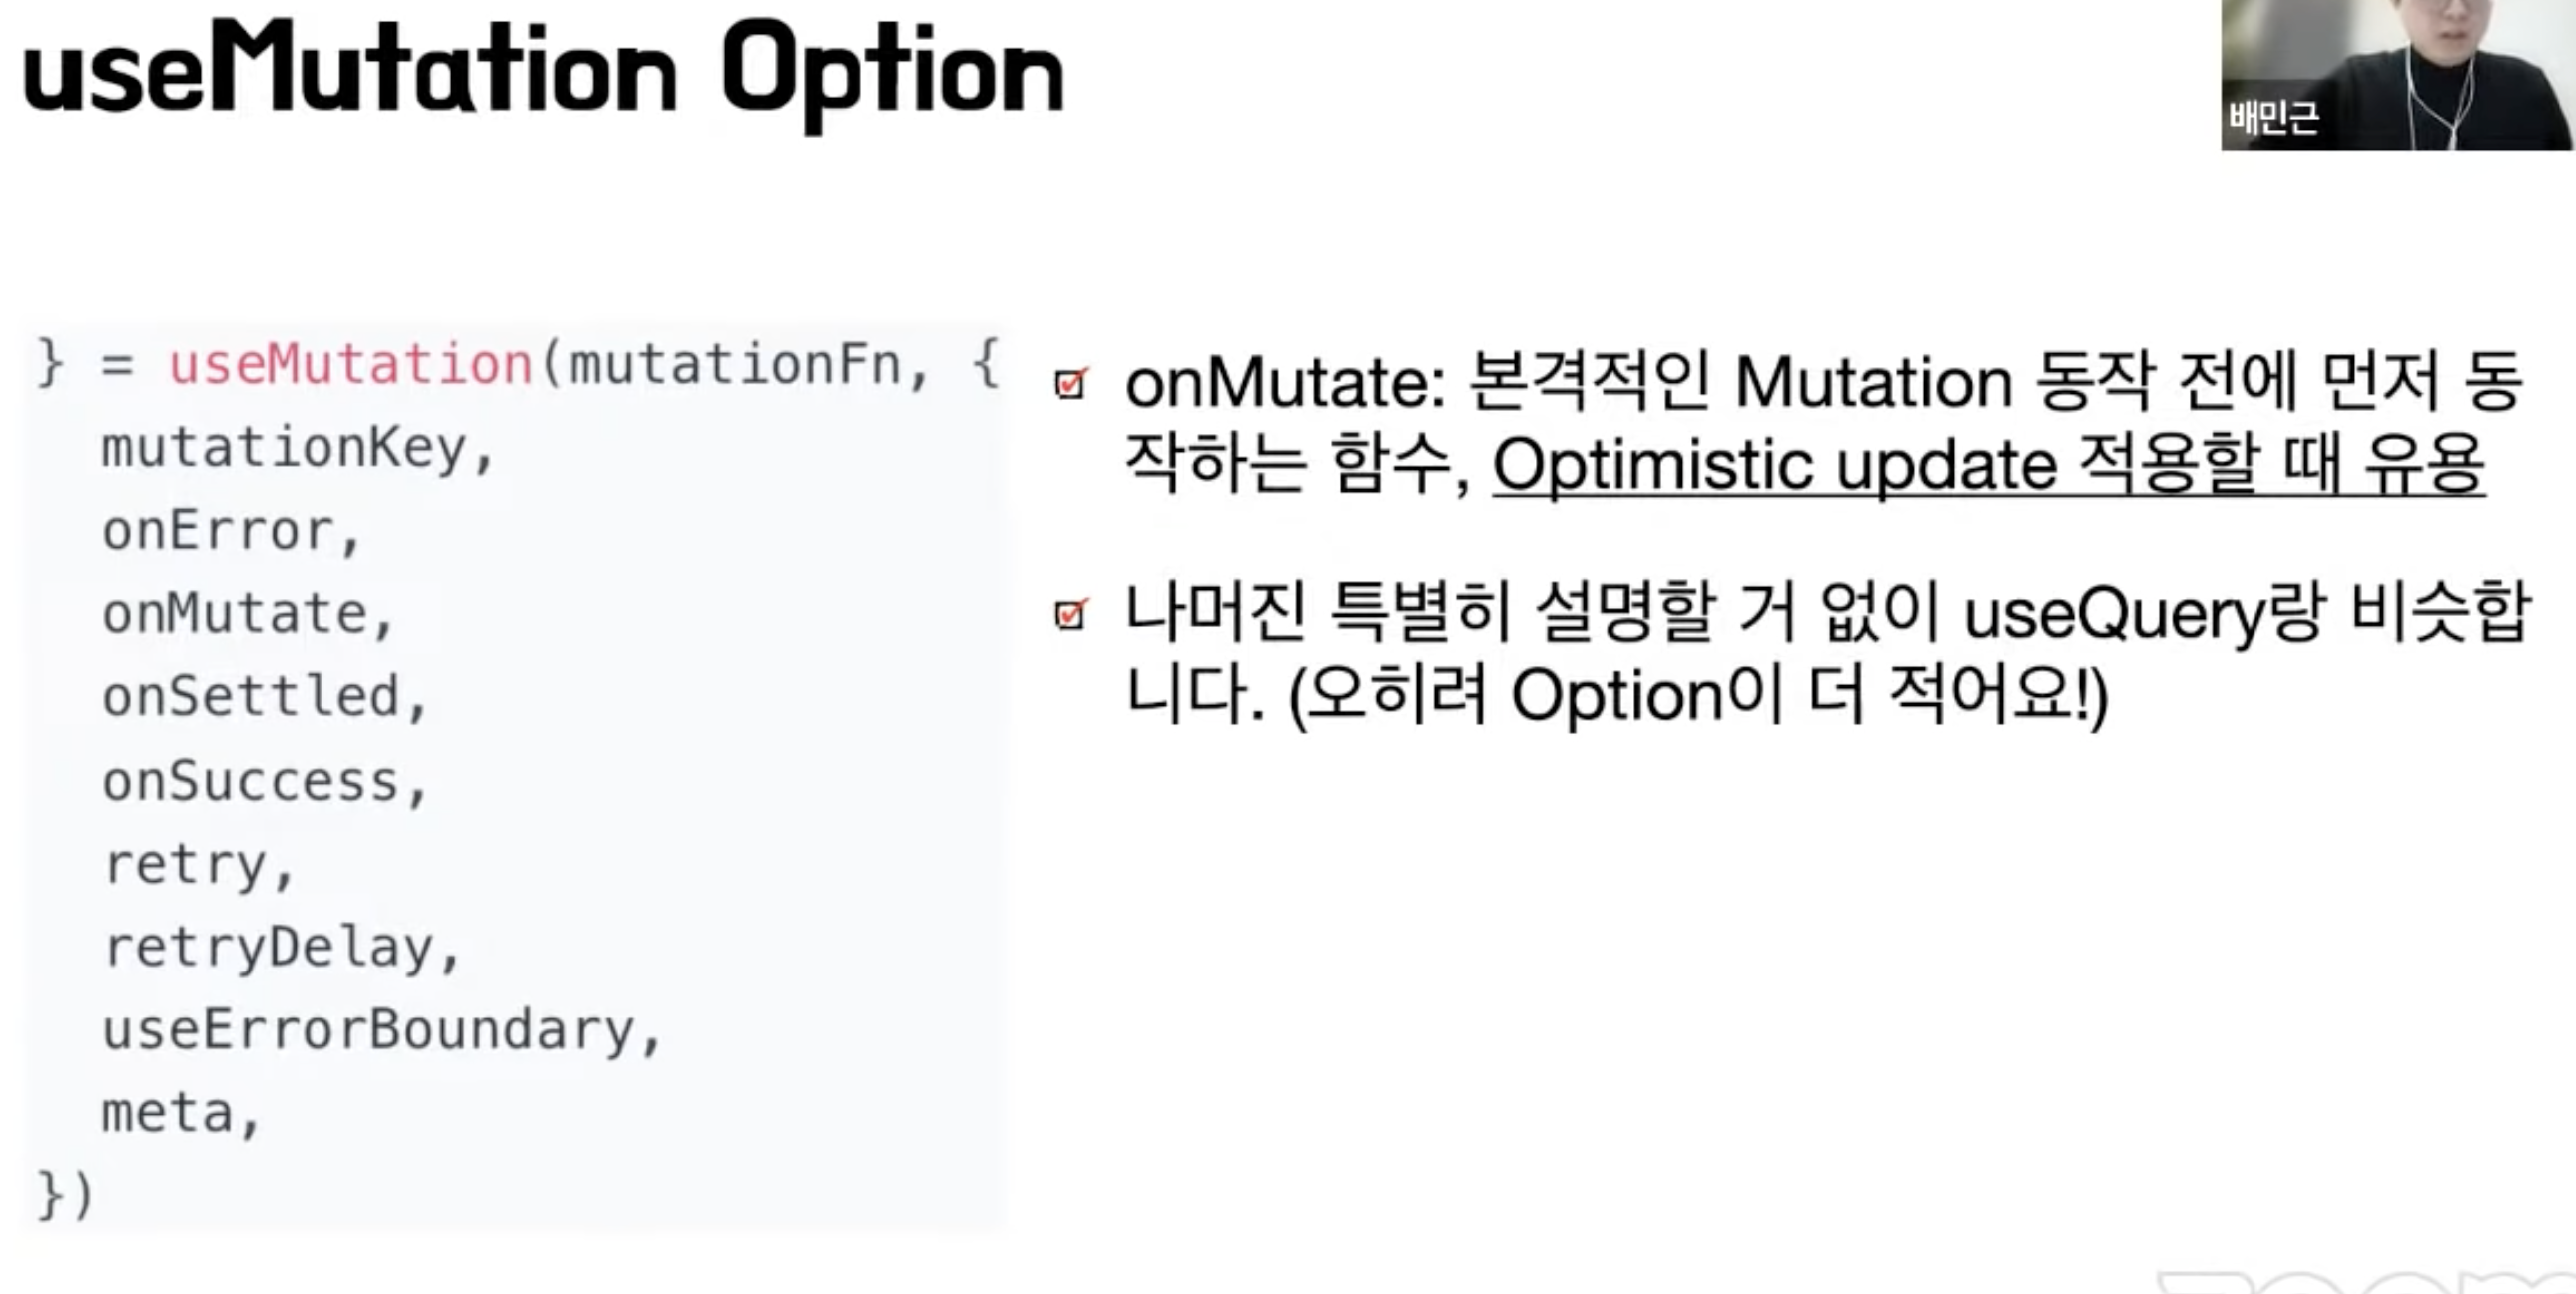 useMutation Option
배민근
} = useMutation(mutationFn, {
mutationKey,
onError,
onMutate,
onSettled,
onSuccess,
retry,
retryDelay,
useErrorBoundary,
meta,
})
onMutate: 본격적인 Mutation 동작 전에 먼저 동
작하는 함수, Optimistic update 적용할 때 유용
나머진 특별히 설명할 거 없이 useQuery랑 비슷합
니다. (오히려 Option이 더 적어요!)
zoom